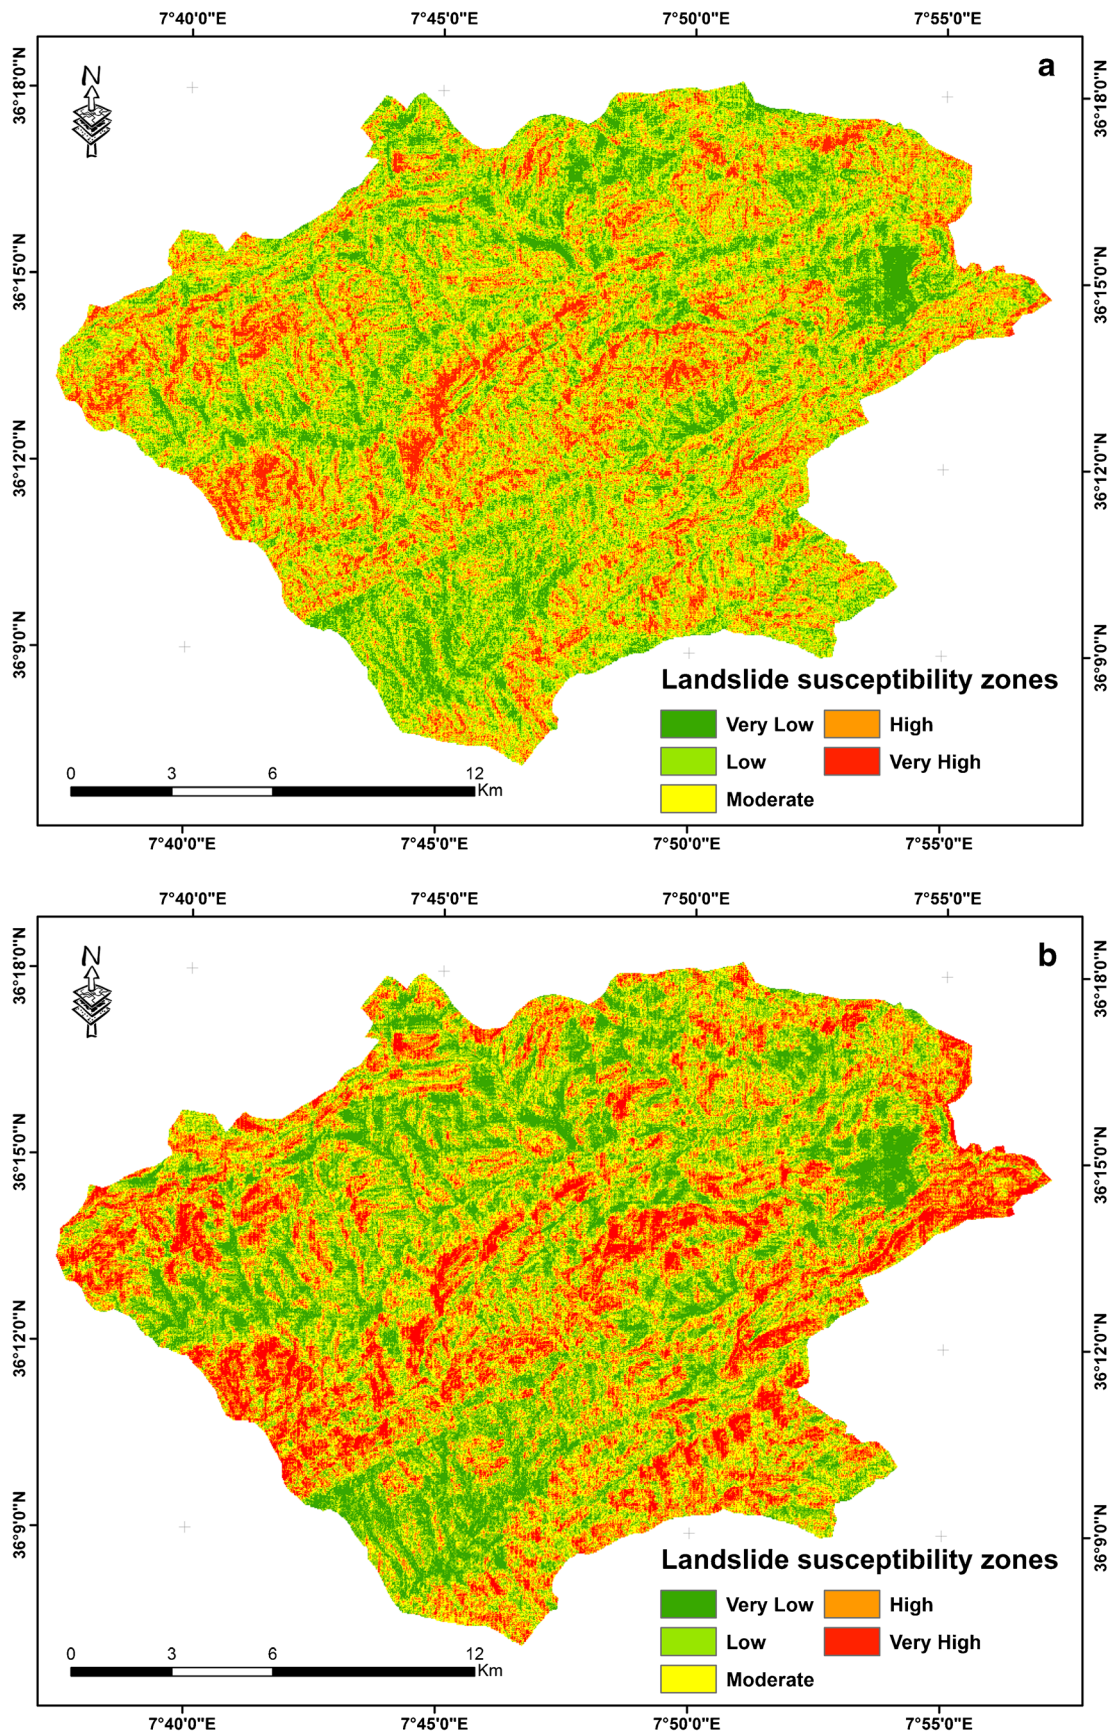 7°40'0"E 7°45'0"E 7°50'0"E 7°55'0"E
a
N
36°18'0"N
36°18'0"N
36°15'0"N
36°15'0"N
36°12'0"N
36°12'0"N
36°9'0"N
36°9'0"N
Landslide susceptibility zones
Very Low High
Low Very High
Moderate
0 3 6 12
Km
7°40'0"E 7°45'0"E 7°50'0"E 7°55'0"E
7°40'0"E 7°45'0"E 7°50'0"E 7°55'0"E
b
N
36°18'0"N
36°18'0"N
36°15'0"N
36°15'0"N
36°12'0"N
36°12'0"N
36°9'0"N
36°9'0"N
Landslide susceptibility zones
Very Low High
Low Very High
Moderate
0 3 6 12
Km
7°40'0"E 7°45'0"E 7°50'0"E 7°55'0"E